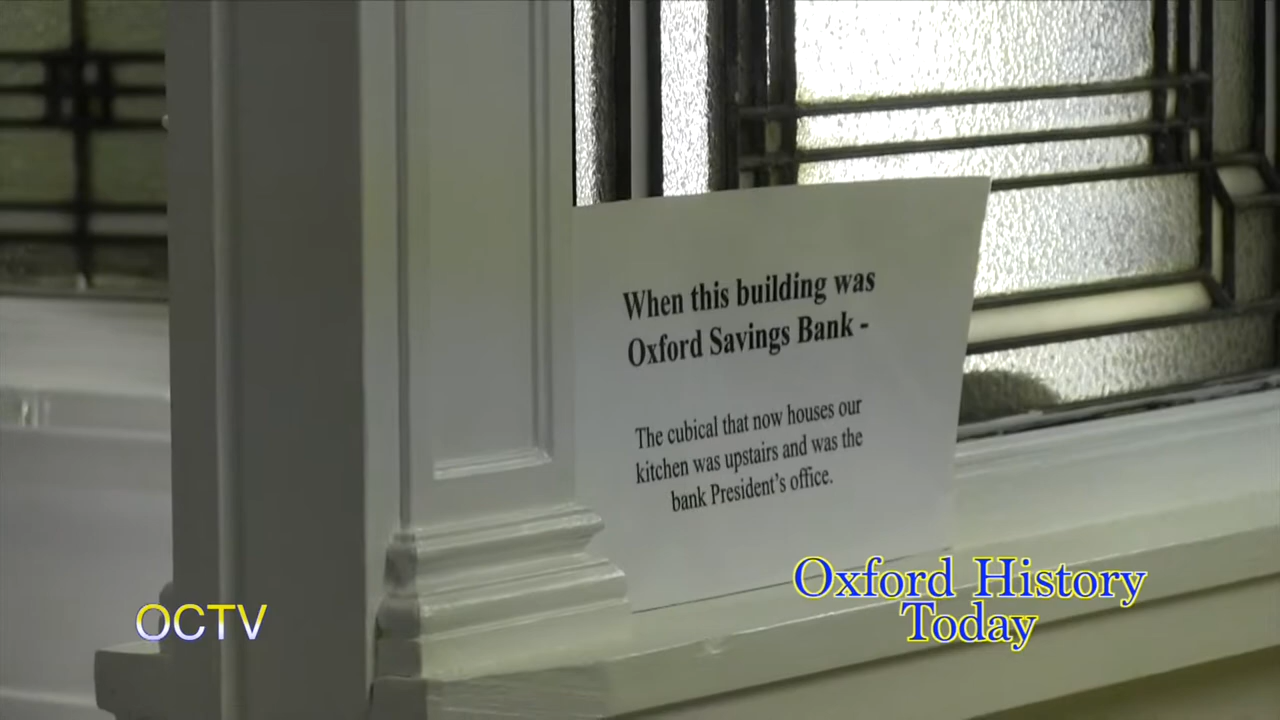 When this building was
Oxford Savings Bank -
The cubical that now houses our
kitchen was upstairs and was the
bank President's office.
Oxford History
Today
OCTV